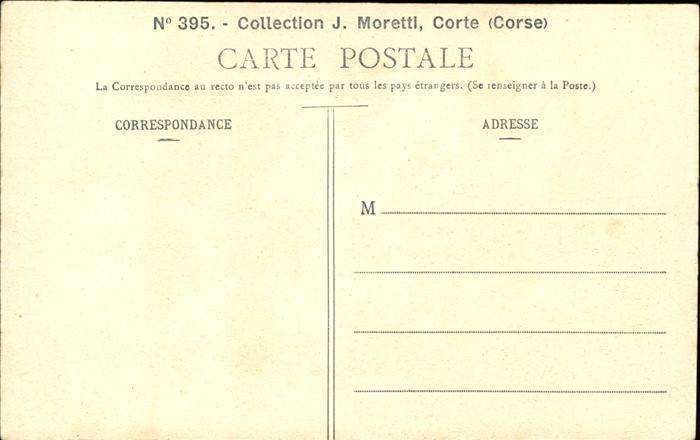 Nº 395. - Collection J. Moretti, Corte (Corse)
CARTE POSTALE
La Correspondance au recto n'est pas acceptée par tous les pays étrangers. (Se renseigner à la Poste.)
CORRESPONDANCE
ADRESSE
M